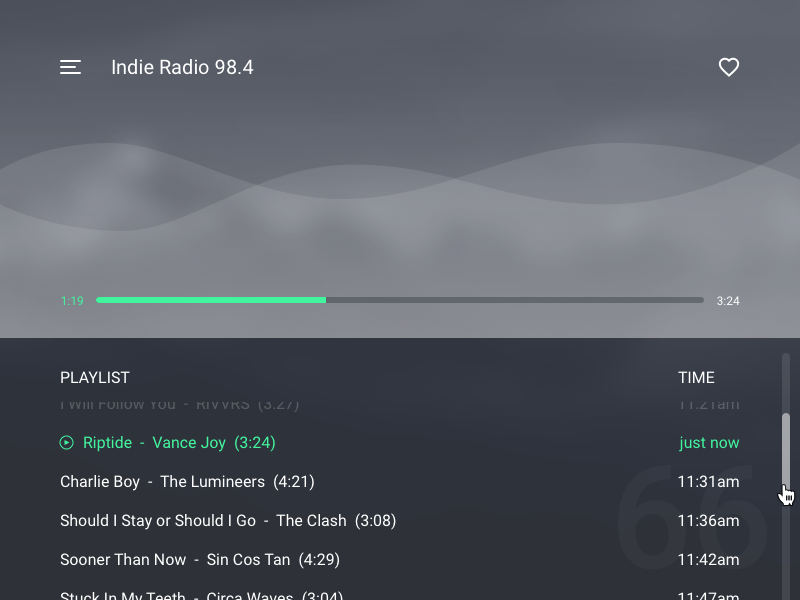 Indie Radio 98.4
1:19 3:24
PLAYLIST TIME
I Will Follow You - RIVVRS (3:27) 11:21am
Riptide - Vance Joy (3:24) just now
66
Charlie Boy - The Lumineers (4:21) 11:31am
Should I Stay or Should I Go - The Clash (3:08) 11:36am
Sooner Than Now - Sin Cos Tan (4:29) 11:42am
Stuck In My Teeth - Circa Waves (3:04) 11:47am